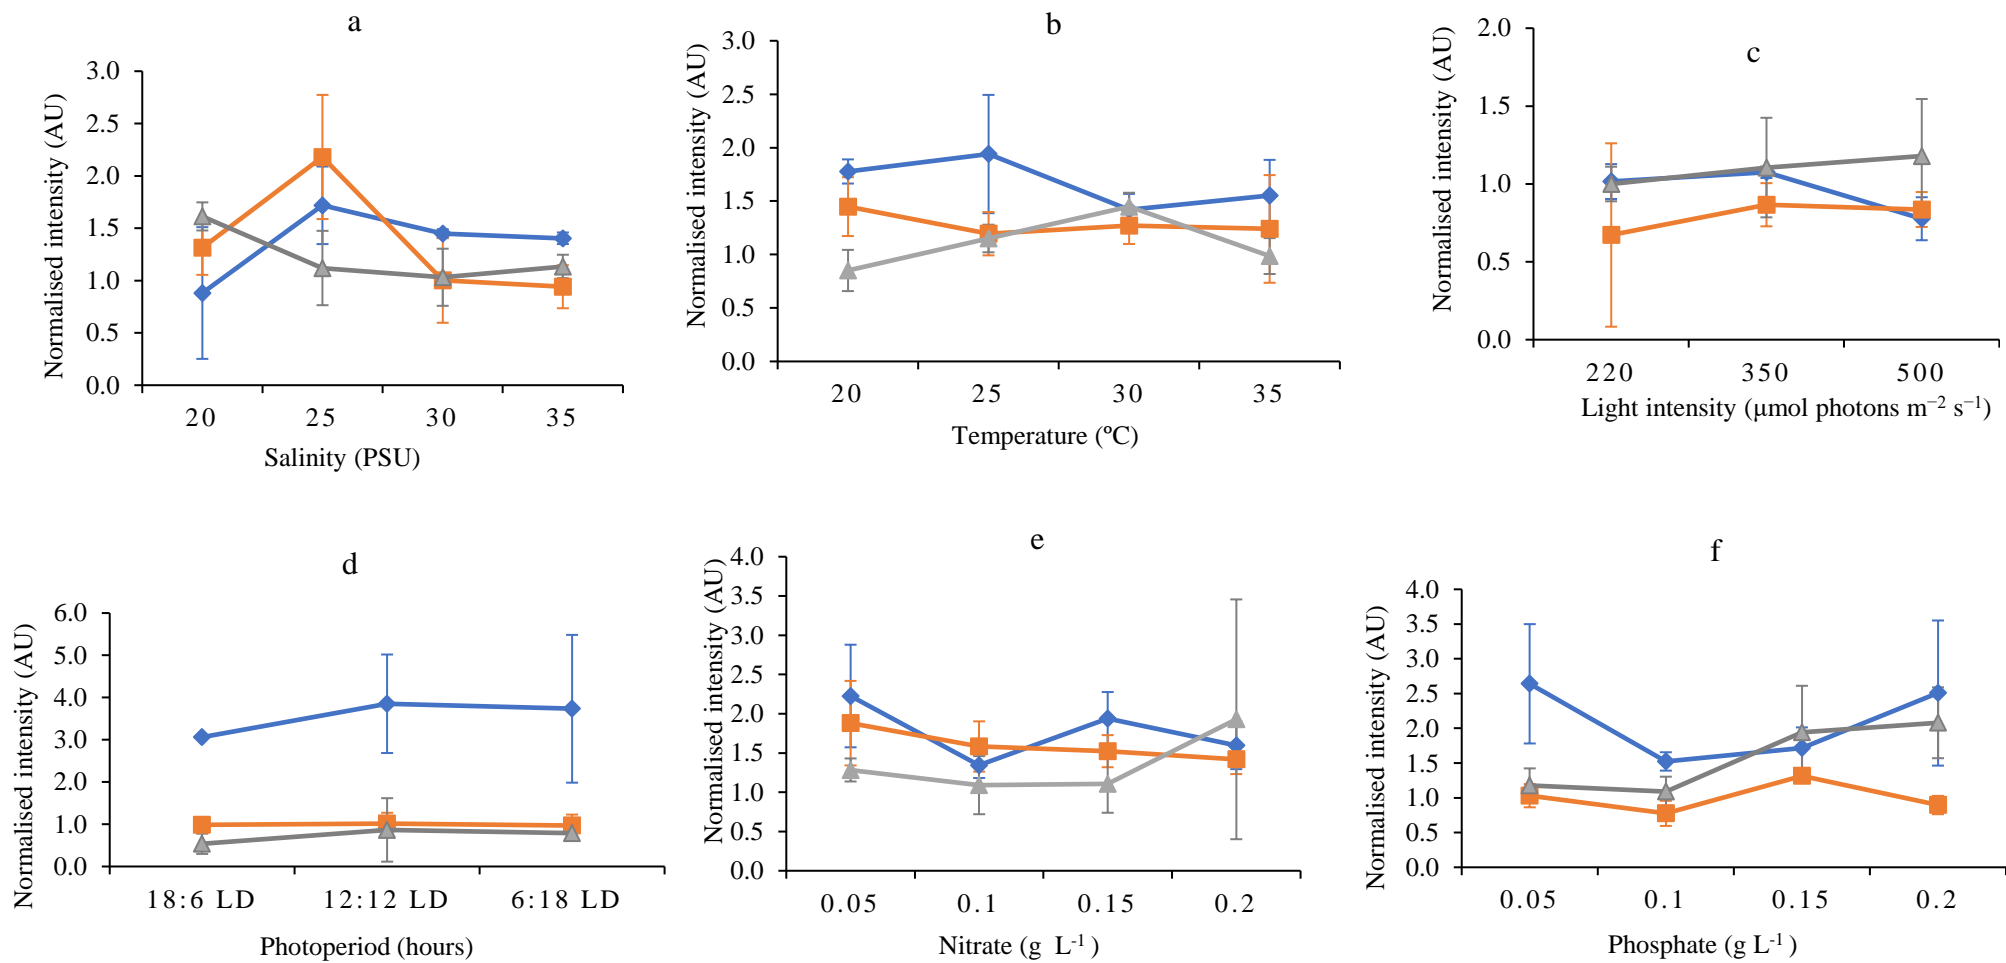 a
Normalised intensity (AU)
3.0
2.5
2.0
1.5
1.0
0.5
0.0
20 25 30 35
Salinity (PSU)
b
Normalised intensity (AU)
3.0
2.5
2.0
1.5
1.0
0.5
0.0
20 25 30 35
Temperature (ºC)
c
Normalised intensity (AU)
2.0
1.5
1.0
0.5
0.0
220 350 500
Light intensity (µmol photons m⁻² s⁻¹)
d
Normalised intensity (AU)
6.0
5.0
4.0
3.0
2.0
1.0
0.0
18:6 LD 12:12 LD 6:18 LD
Photoperiod (hours)
e
Normalised intensity (AU)
4.0
3.5
3.0
2.5
2.0
1.5
1.0
0.5
0.0
0.05 0.1 0.15 0.2
Nitrate (g L⁻¹)
f
Normalised intensity (AU)
4.0
3.5
3.0
2.5
2.0
1.5
1.0
0.5
0.0
0.05 0.1 0.15 0.2
Phosphate (g L⁻¹)